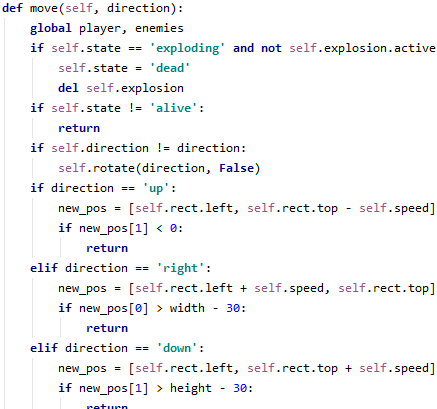 def move(self, direction):
    global player, enemies
    if self.state == 'exploding' and not self.explosion.active
        self.state = 'dead'
        del self.explosion
    if self.state != 'alive':
        return
    if self.direction != direction:
        self.rotate(direction, False)
    if direction == 'up':
        new_pos = [self.rect.left, self.rect.top - self.speed]
        if new_pos[1] < 0:
            return
    elif direction == 'right':
        new_pos = [self.rect.left + self.speed, self.rect.top]
        if new_pos[0] > width - 30:
            return
    elif direction == 'down':
        new_pos = [self.rect.left, self.rect.top + self.speed]
        if new_pos[1] > height - 30:
            return